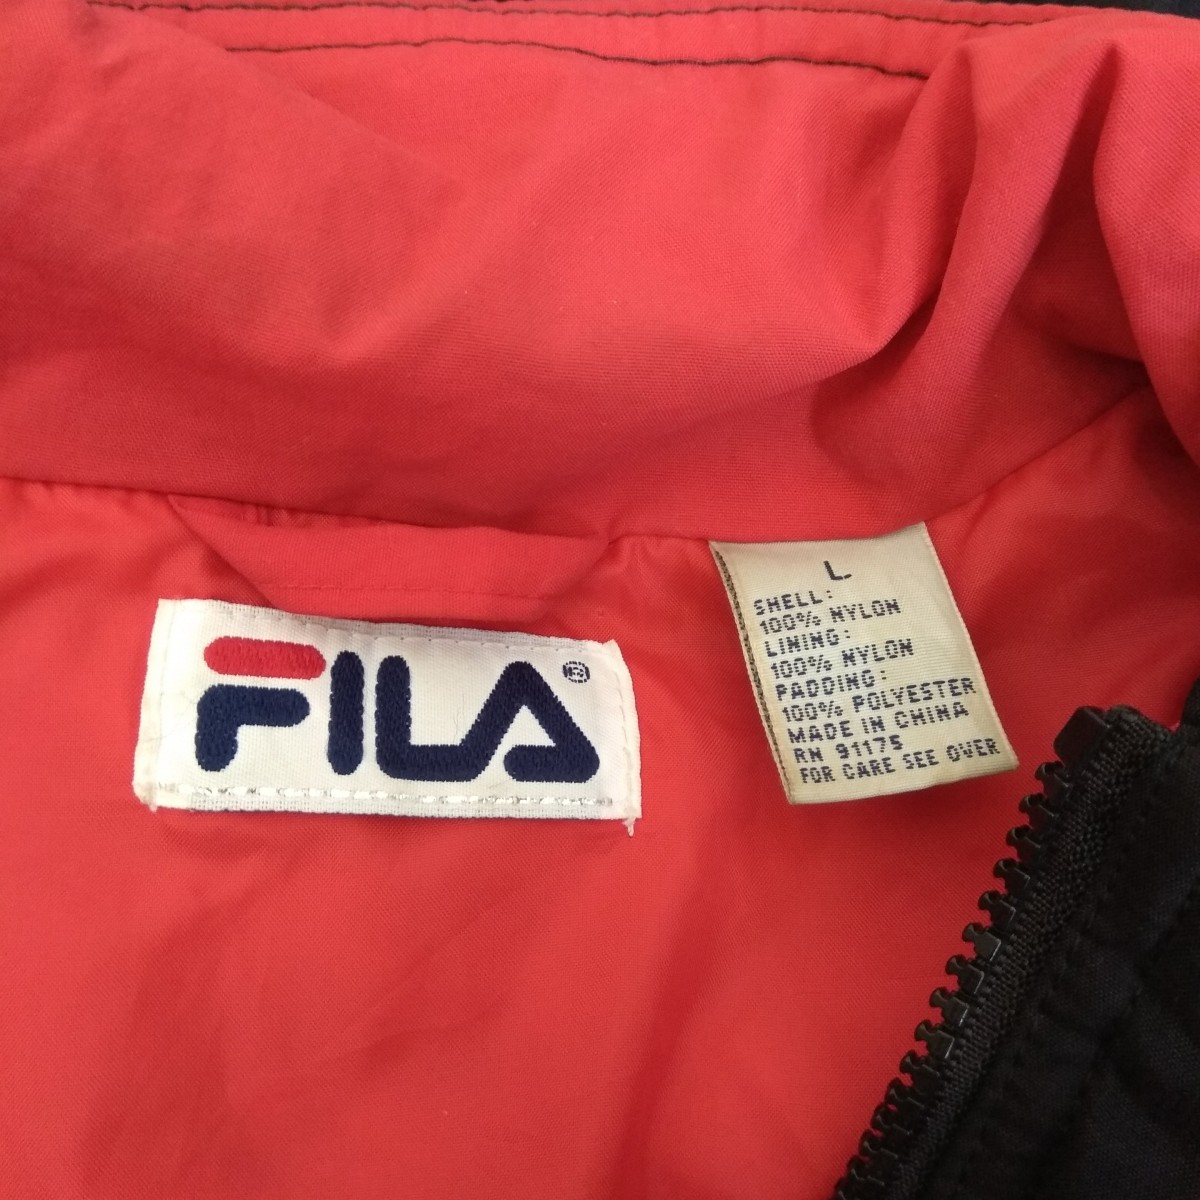 FILA®
L
SHELL:
100% NYLON
LINING:
100% NYLON
PADDING:
100% POLYESTER
MADE IN CHINA
RN 91175
FOR CARE SEE OVER